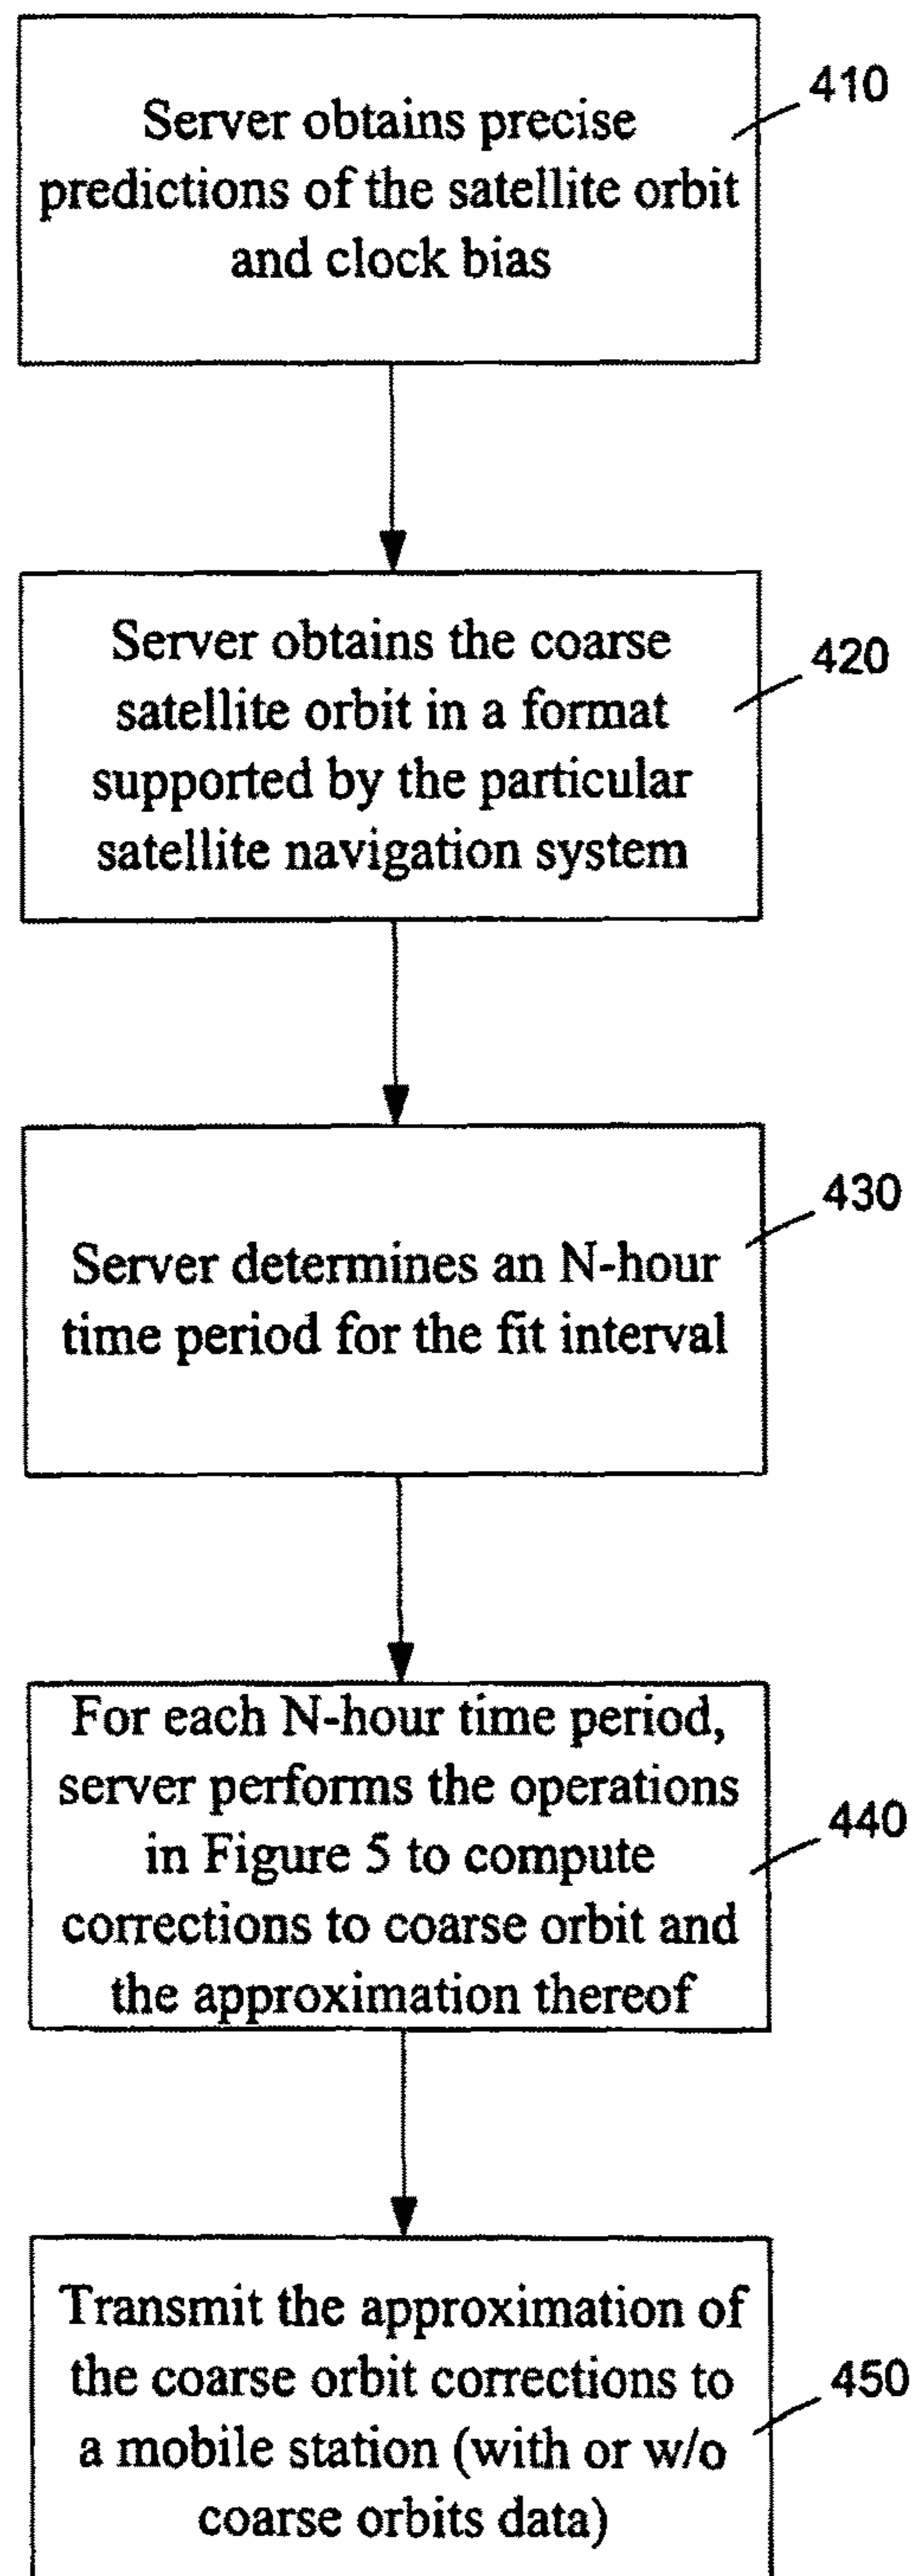 Server obtains precise
predictions of the satellite orbit
and clock bias
410
Server obtains the coarse
satellite orbit in a format
supported by the particular
satellite navigation system
420
Server determines an N-hour
time period for the fit interval
430
For each N-hour time period,
server performs the operations
in Figure 5 to compute
corrections to coarse orbit and
the approximation thereof
440
Transmit the approximation of
the coarse orbit corrections to
a mobile station (with or w/o
coarse orbits data)
450